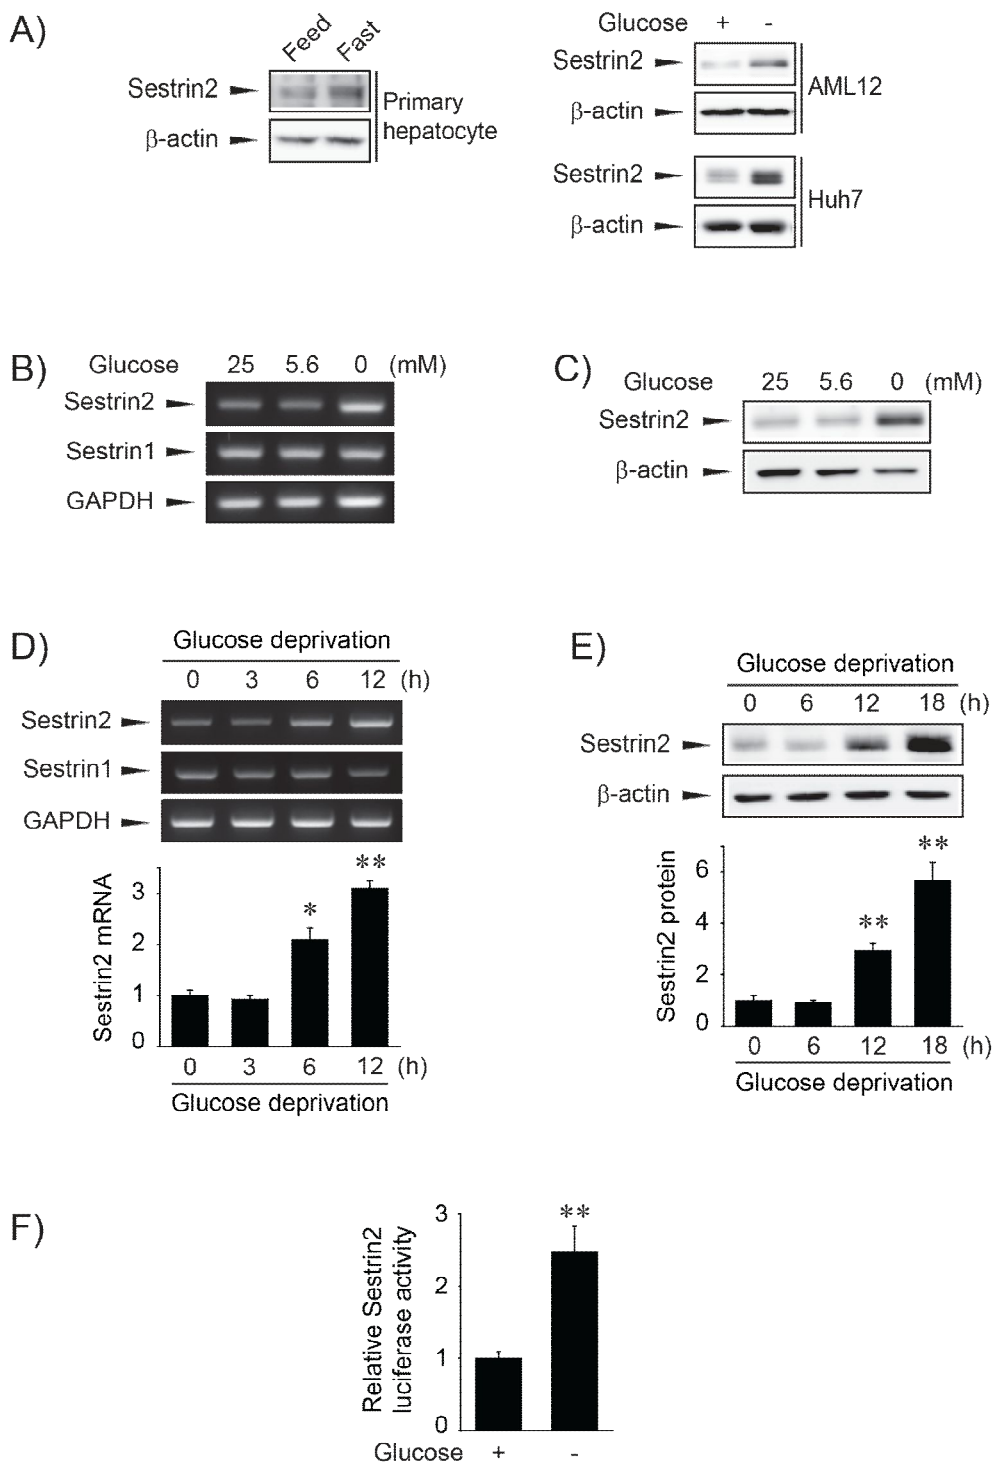 A)
Feed Fast
Sestrin2
β-actin
Primary
hepatocyte
Glucose + -
Sestrin2
β-actin
AML12
Sestrin2
β-actin
Huh7
B)
Glucose 25 5.6 0 (mM)
Sestrin2
Sestrin1
GAPDH
C)
Glucose 25 5.6 0 (mM)
Sestrin2
β-actin
D)
Glucose deprivation
0 3 6 12 (h)
Sestrin2
Sestrin1
GAPDH
Sestrin2 mRNA
3
2
1
0
*
**
0 3 6 12 (h)
Glucose deprivation
E)
Glucose deprivation
0 6 12 18 (h)
Sestrin2
β-actin
Sestrin2 protein
6
4
2
0
**
**
0 6 12 18 (h)
Glucose deprivation
F)
Relative Sestrin2
luciferase activity
3
2
1
0
**
Glucose + -